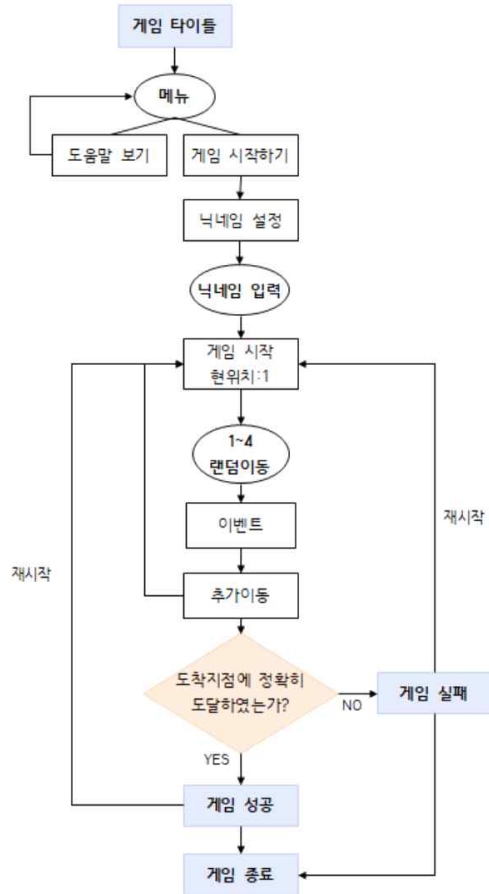 게임 타이틀
메뉴
도움말 보기
게임 시작하기
닉네임 설정
닉네임 입력
게임 시작
현위치:1
1~4
랜덤이동
이벤트
재시작
재시작
추가이동
도착지점에 정확히
도달하였는가?
NO
게임 실패
YES
게임 성공
게임 종료